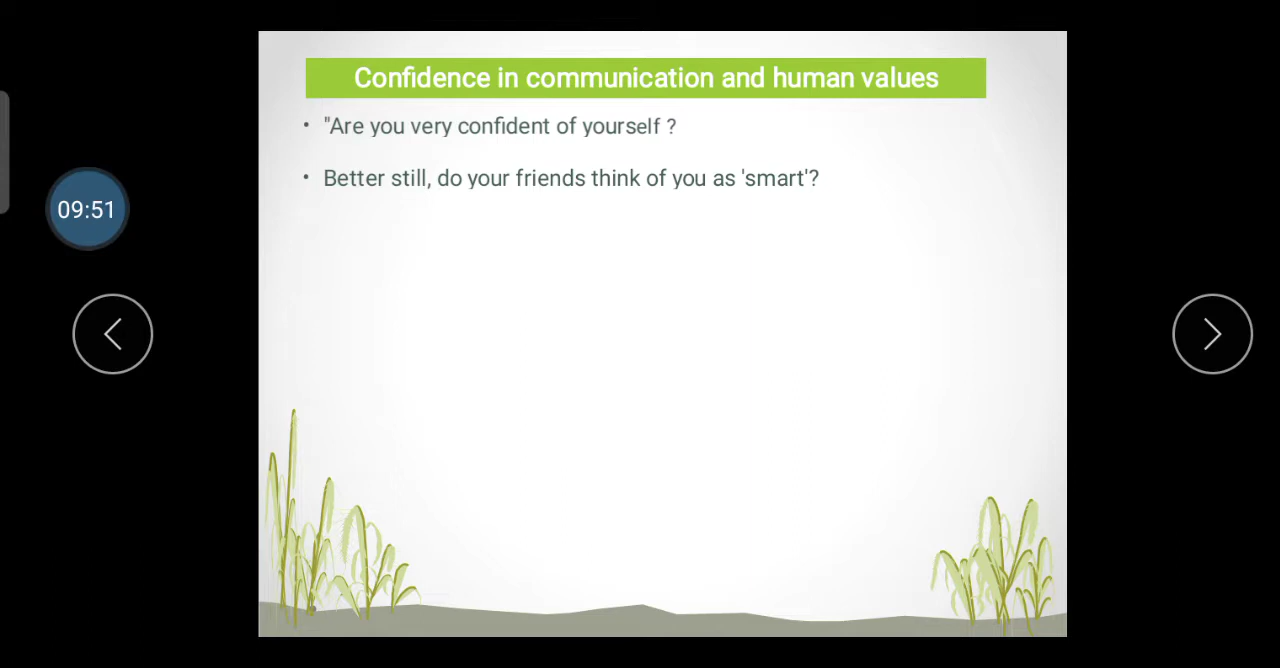 Confidence in communication and human values
• "Are you very confident of yourself ?
• Better still, do your friends think of you as 'smart'?
09:51